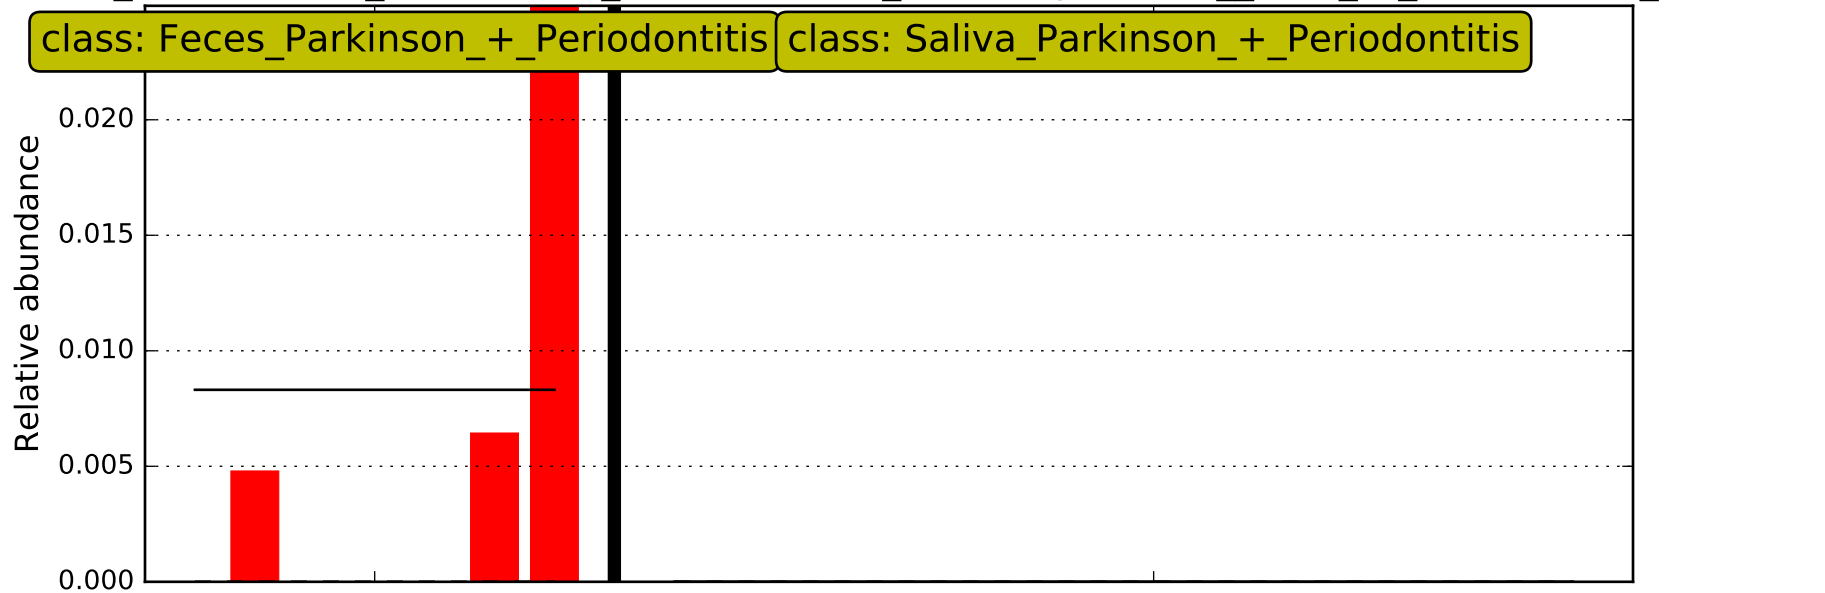 class: Feces_Parkinson_+_Periodontitis
class: Saliva_Parkinson_+_Periodontitis
0.020
0.015
0.010
0.005
0.000
Relative abundance